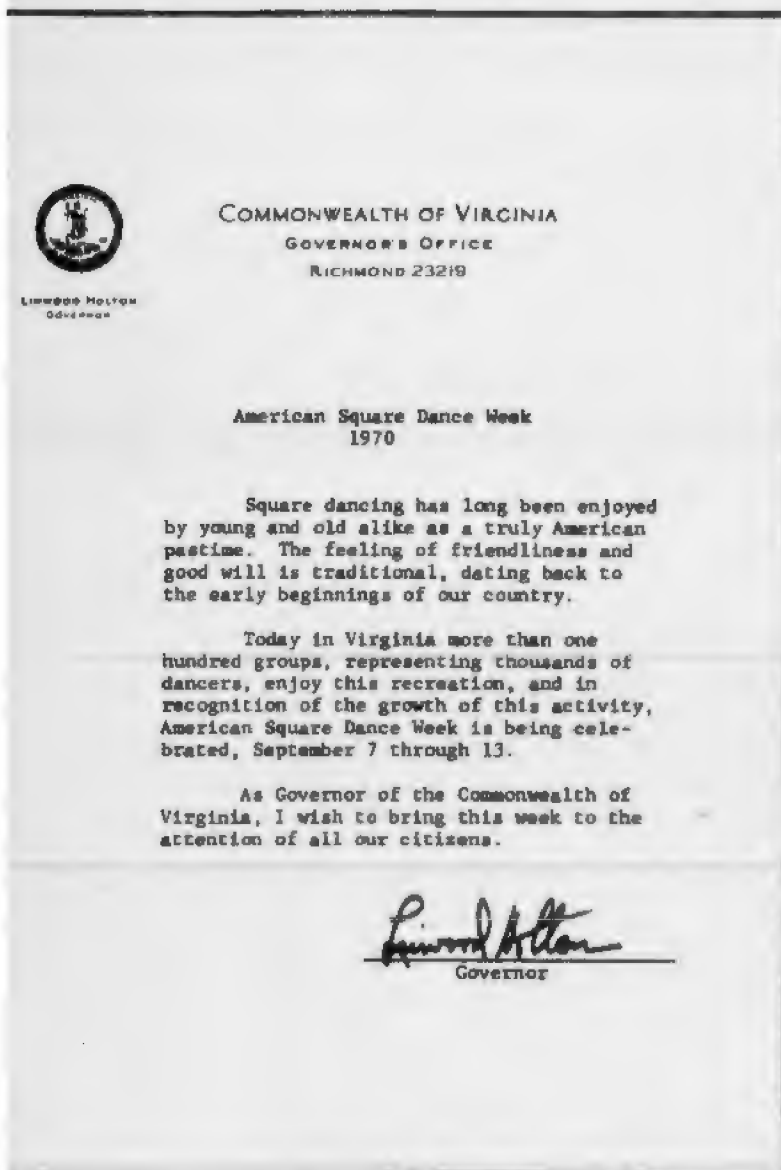 COMMONWEALTH OF VIRGINIA
GOVERNOR'S OFFICE
RICHMOND 23219
LINWOOD HOLTON
GOVERNOR
American Square Dance Week
1970
Square dancing has long been enjoyed
by young and old alike as a truly American
pastime. The feeling of friendliness and
good will is traditional, dating back to
the early beginnings of our country.
Today in Virginia more than one
hundred groups, representing thousands of
dancers, enjoy this recreation, and in
recognition of the growth of this activity,
American Square Dance Week is being cele-
brated, September 7 through 13.
As Governor of the Commonwealth of
Virginia, I wish to bring this week to the
attention of all our citizens.
Linwood Holton
Governor